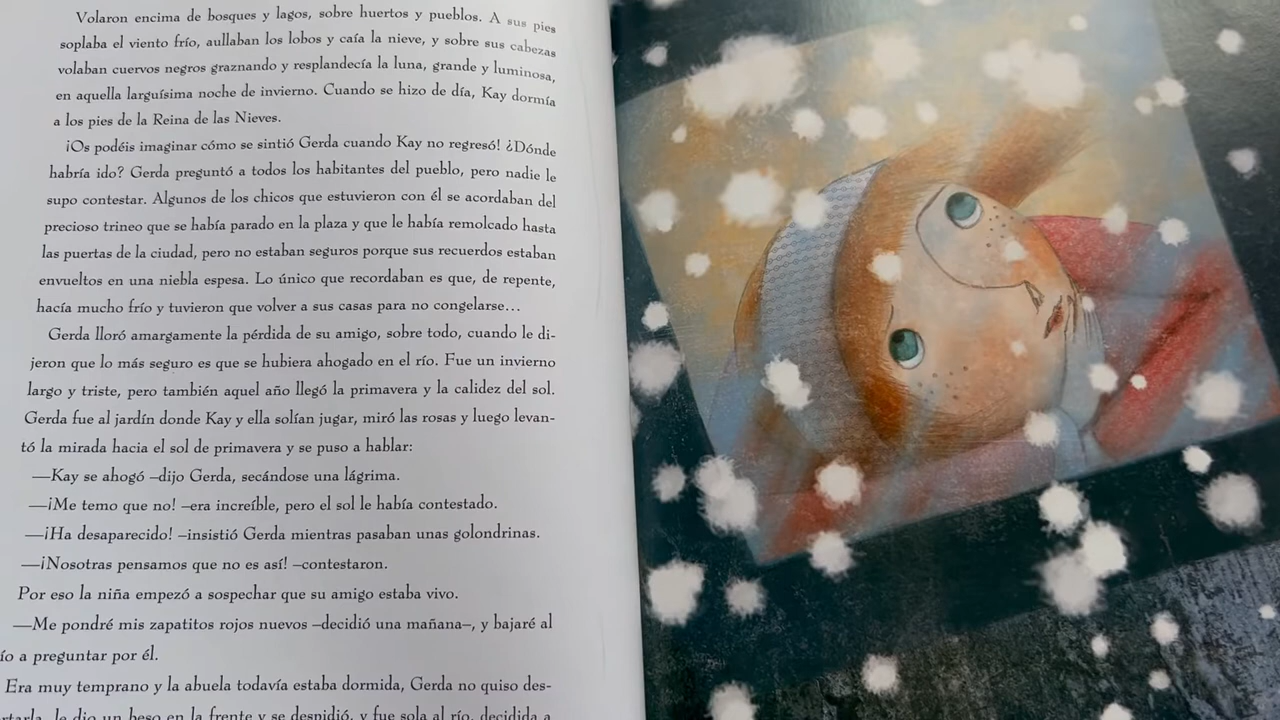 Volaron encima de bosques y lagos, sobre huertos y pueblos. A sus pies
soplaba el viento frío, aullaban los lobos y caía la nieve, y sobre sus cabezas
volaban cuervos negros graznando y resplandecía la luna, grande y luminosa,
en aquella larguísima noche de invierno. Cuando se hizo de día, Kay dormía
a los pies de la Reina de las Nieves.
¡Os podéis imaginar cómo se sintió Gerda cuando Kay no regresó! ¿Dónde
habría ido? Gerda preguntó a todos los habitantes del pueblo, pero nadie le
supo contestar. Algunos de los chicos que estuvieron con él se acordaban del
precioso trineo que se había parado en la plaza y que le había remolcado hasta
las puertas de la ciudad, pero no estaban seguros porque sus recuerdos estaban
envueltos en una niebla espesa. Lo único que recordaban es que, de repente,
hacía mucho frío y tuvieron que volver a sus casas para no congelarse...
Gerda lloró amargamente la pérdida de su amigo, sobre todo, cuando le di-
jeron que lo más seguro es que se hubiera ahogado en el río. Fue un invierno
largo y triste, pero también aquel año llegó la primavera y la calidez del sol.
Gerda fue al jardín donde Kay y ella solían jugar, miró las rosas y luego levan-
tó la mirada hacia el sol de primavera y se puso a hablar:
—Kay se ahogó –dijo Gerda, secándose una lágrima.
—¡Me temo que no! –era increíble, pero el sol le había contestado.
—¡Ha desaparecido! –insistió Gerda mientras pasaban unas golondrinas.
—¡Nosotras pensamos que no es así! –contestaron.
Por eso la niña empezó a sospechar que su amigo estaba vivo.
—Me pondré mis zapatitos rojos nuevos –decidió una mañana–, y bajaré al
ío a preguntar por él.
Era muy temprano y la abuela todavía estaba dormida, Gerda no quiso des-
le dio un beso en la frente y se despidió, y fue sola al río, decidida a